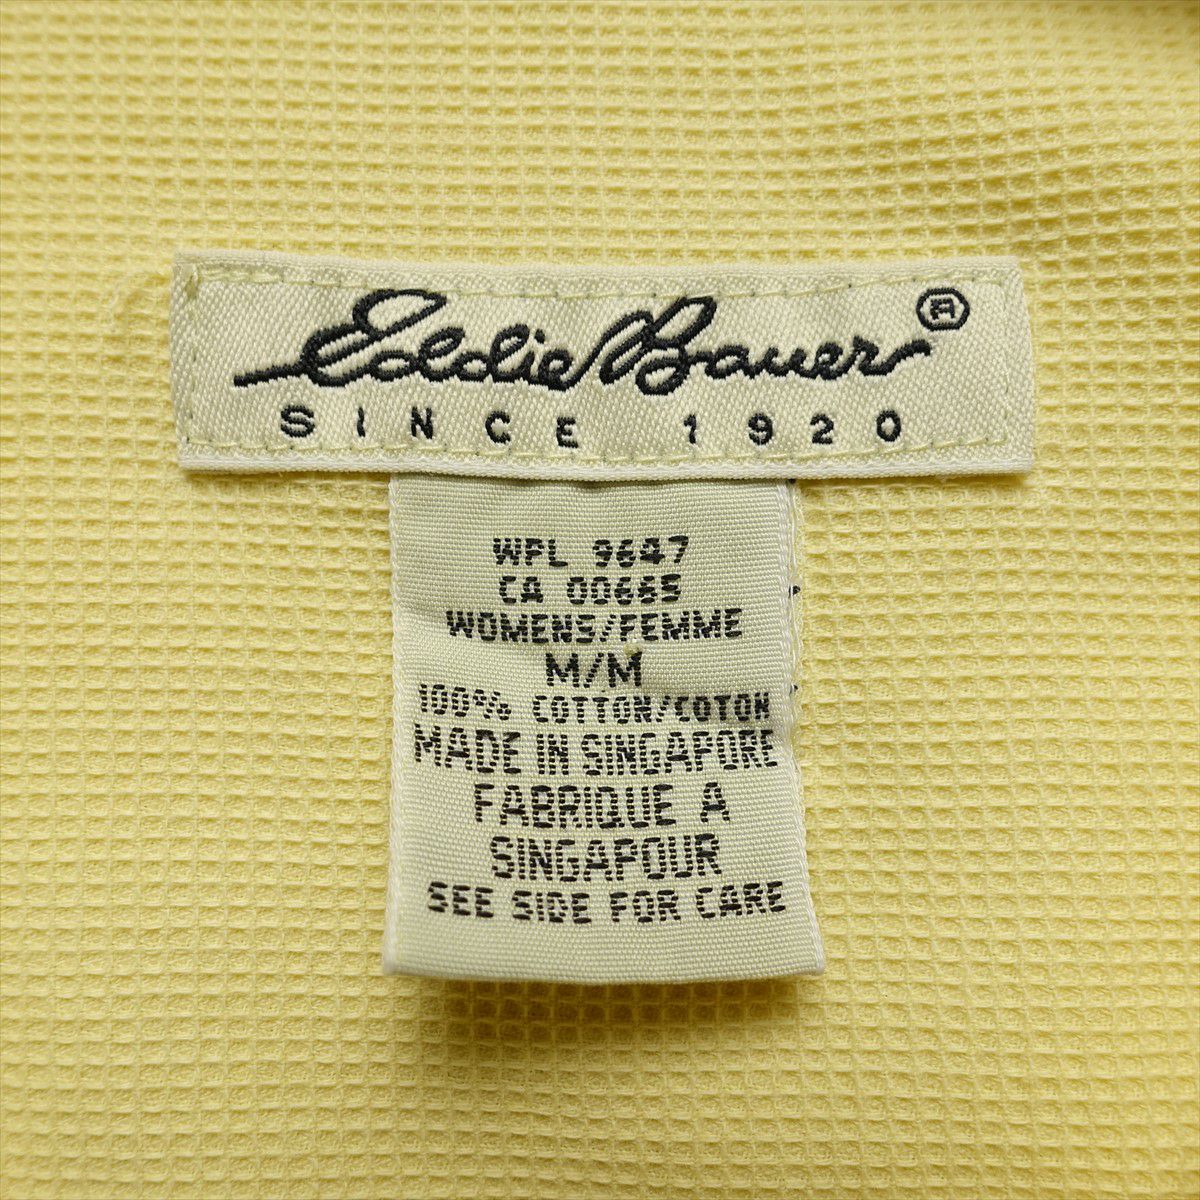 Eddie Bauer ®
SINCE 1920
WPL 9647
CA 00665
WOMENS/FEMME
M/M
100% COTTON/COTON
MADE IN SINGAPORE
FABRIQUE A
SINGAPOUR
SEE SIDE FOR CARE